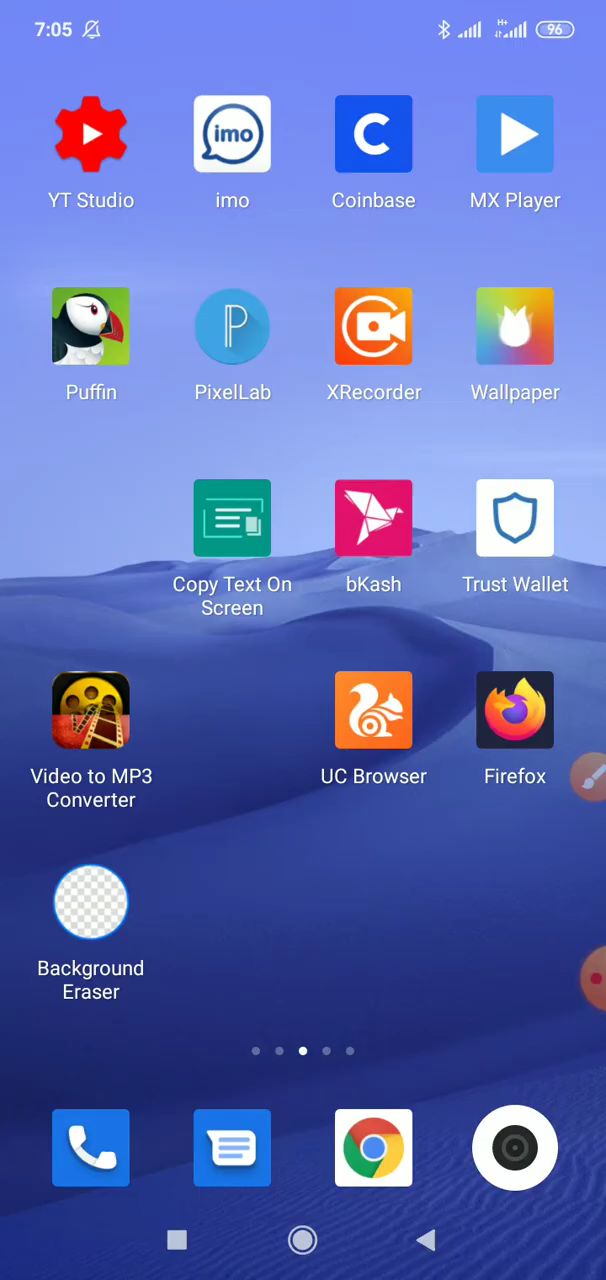 7:05
H+
96
imo
YT Studio
imo
Coinbase
MX Player
Puffin
PixelLab
XRecorder
Wallpaper
Copy Text On
Screen
bKash
Trust Wallet
Video to MP3
Converter
UC Browser
Firefox
Background
Eraser